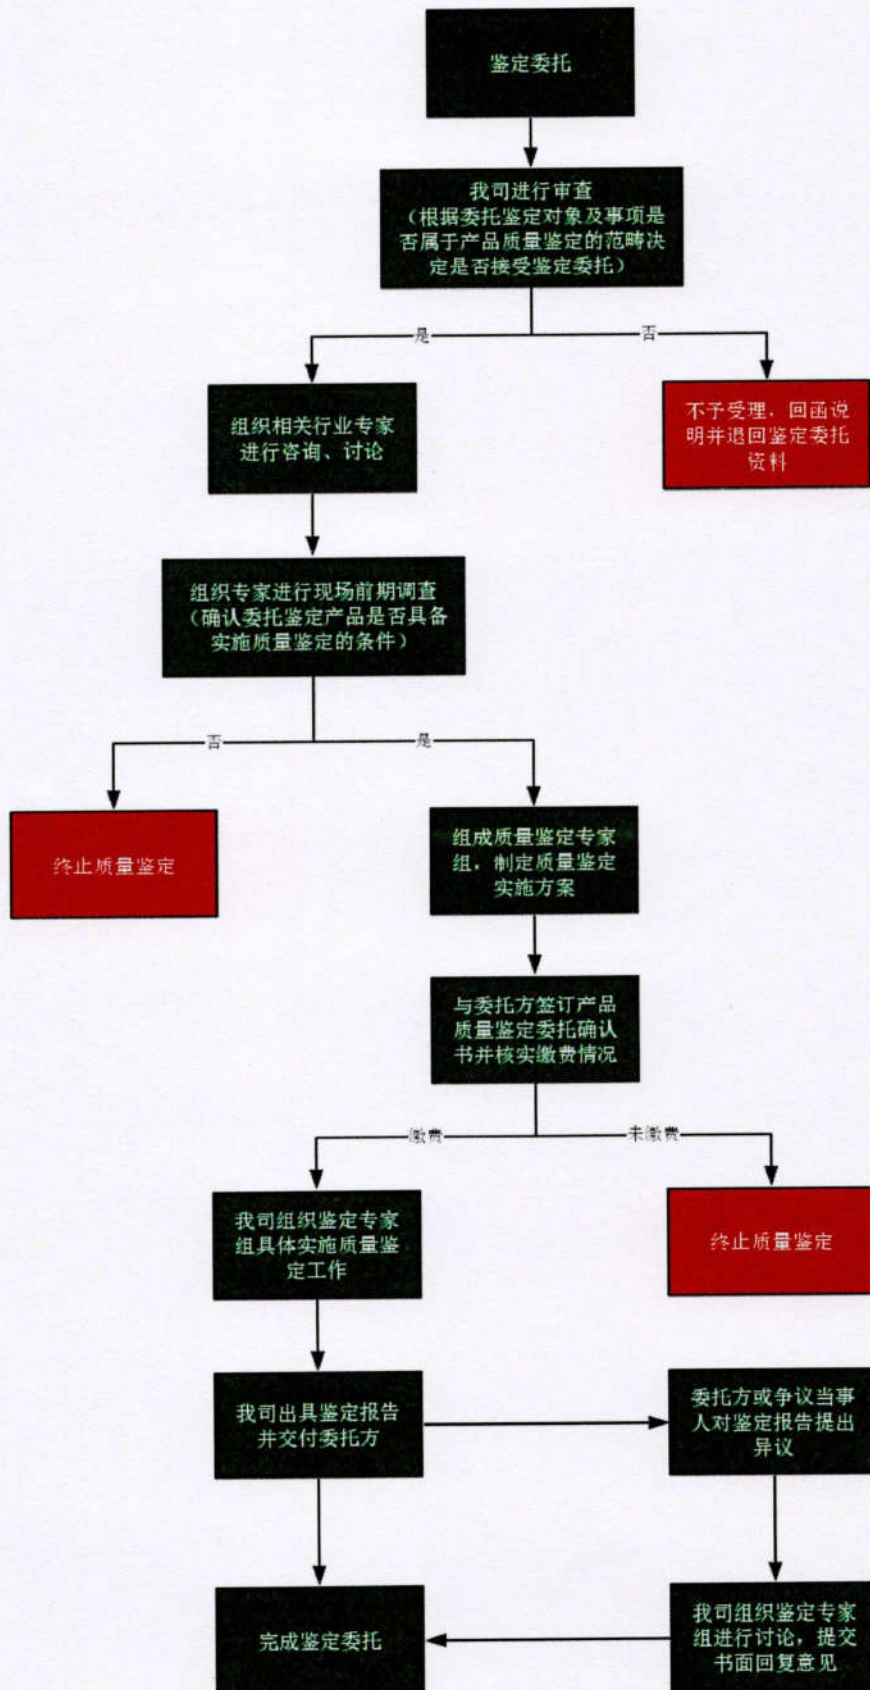 鉴定委托
我司进行审查
（根据委托鉴定对象及事项是
否属于产品质量鉴定的范畴决
定是否接受鉴定委托）
是
否
组织相关行业专家
进行咨询、讨论
不予受理，回函说
明并退回鉴定委托
资料
组织专家进行现场前期调查
（确认委托鉴定产品是否具备
实施质量鉴定的条件）
否
是
终止质量鉴定
组成质量鉴定专家
组，制定质量鉴定
实施方案
与委托方签订产品
质量鉴定委托确认
书并核实缴费情况
缴费
未缴费
我司组织鉴定专家
组具体实施质量鉴
定工作
终止质量鉴定
我司出具鉴定报告
并交付委托方
委托方或争议当事
人对鉴定报告提出
异议
完成鉴定委托
我司组织鉴定专家
组进行讨论，提交
书面回复意见